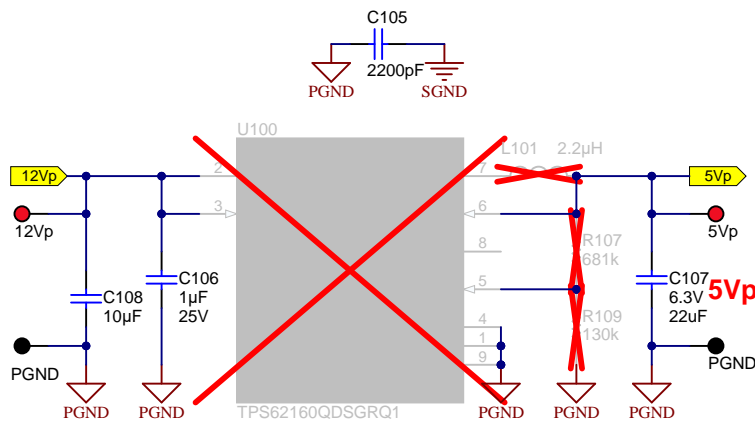 C105
2200pF
PGND
SGND
U100
L101 2.2µH
12Vp
2
7
5Vp
3
6
12Vp
R107
681k
5Vp
8
C106
1µF
25V
C108
10µF
C107
6.3V
22uF
5Vp
5
R109
130k
4
1
9
PGND
PGND
PGND
PGND
PGND
PGND
PGND
TPS62160QDSGRQ1